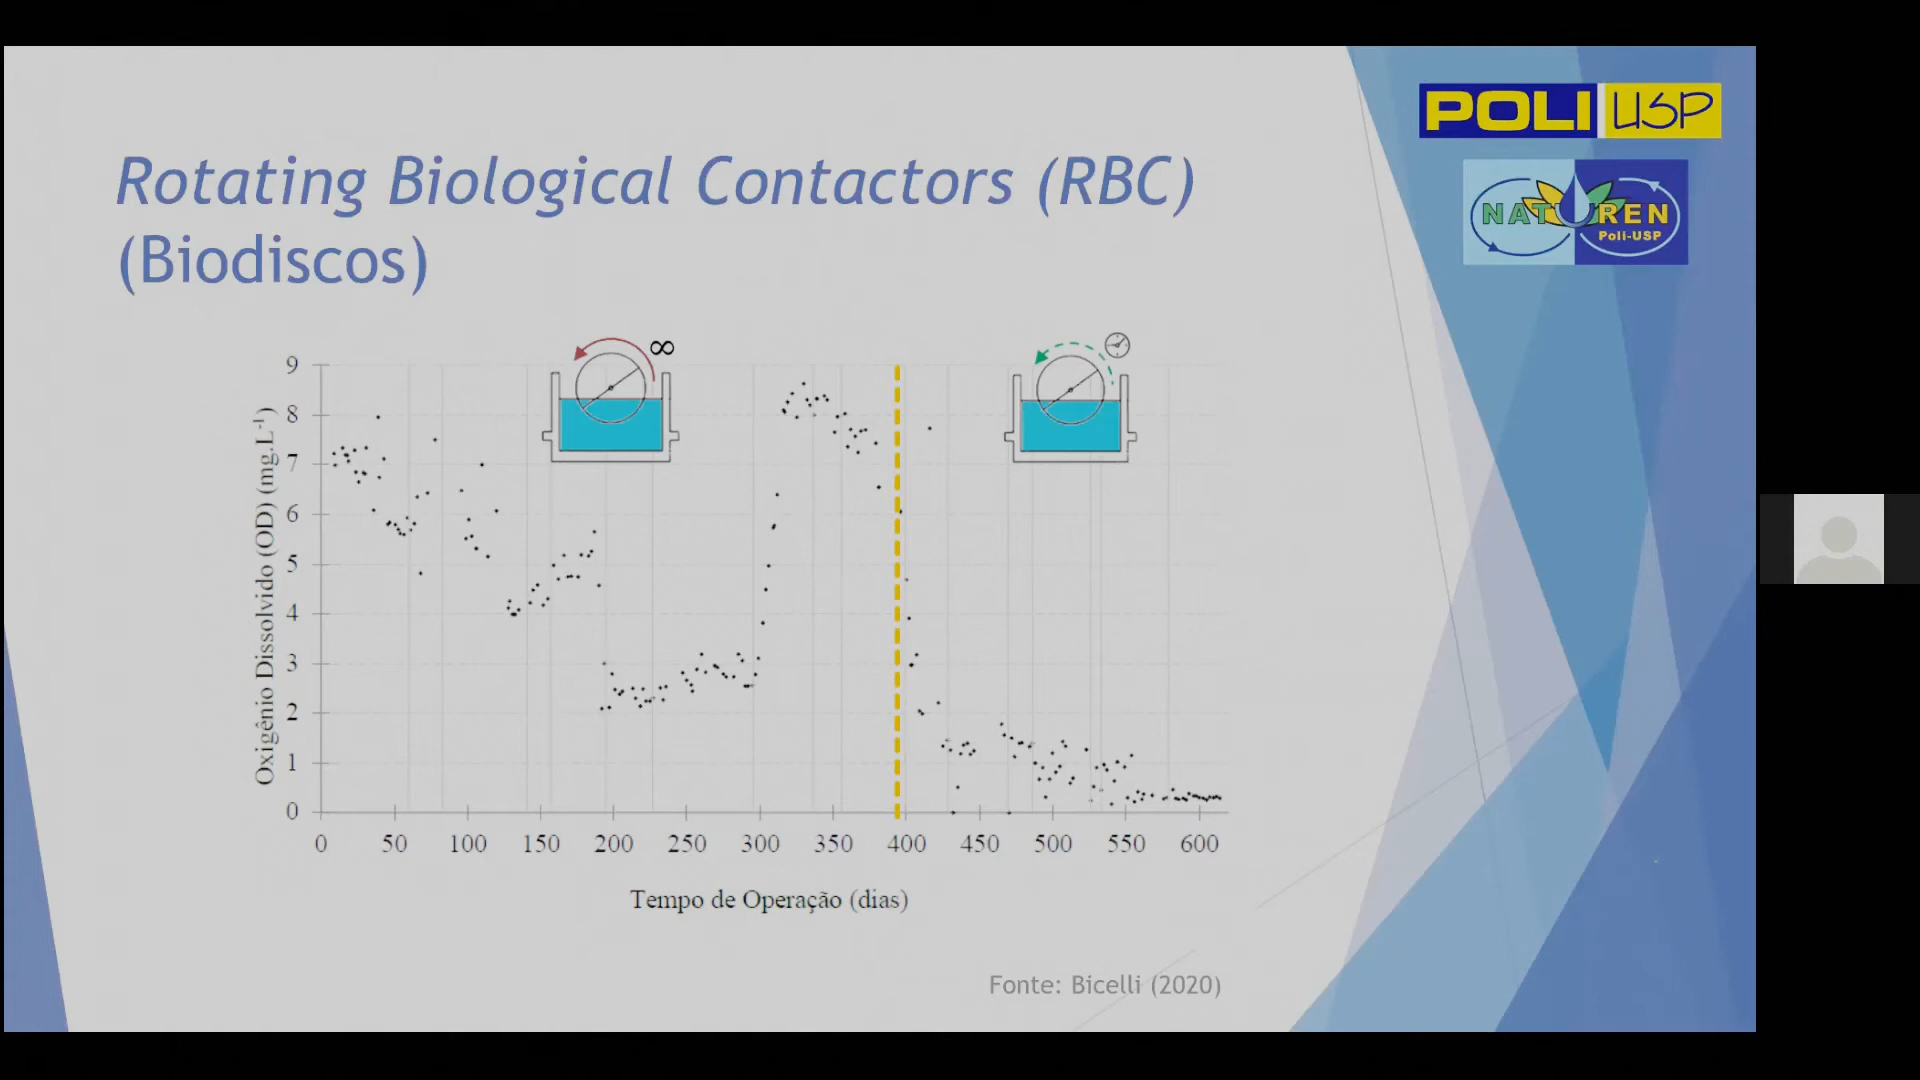 POLI USP
NATUREN
Poli-USP
Rotating Biological Contactors (RBC)
(Biodiscos)
∞
Oxigênio Dissolvido (OD) (mg.L⁻¹)
9
8
7
6
5
4
3
2
1
0
0 50 100 150 200 250 300 350 400 450 500 550 600
Tempo de Operação (dias)
Fonte: Bicelli (2020)